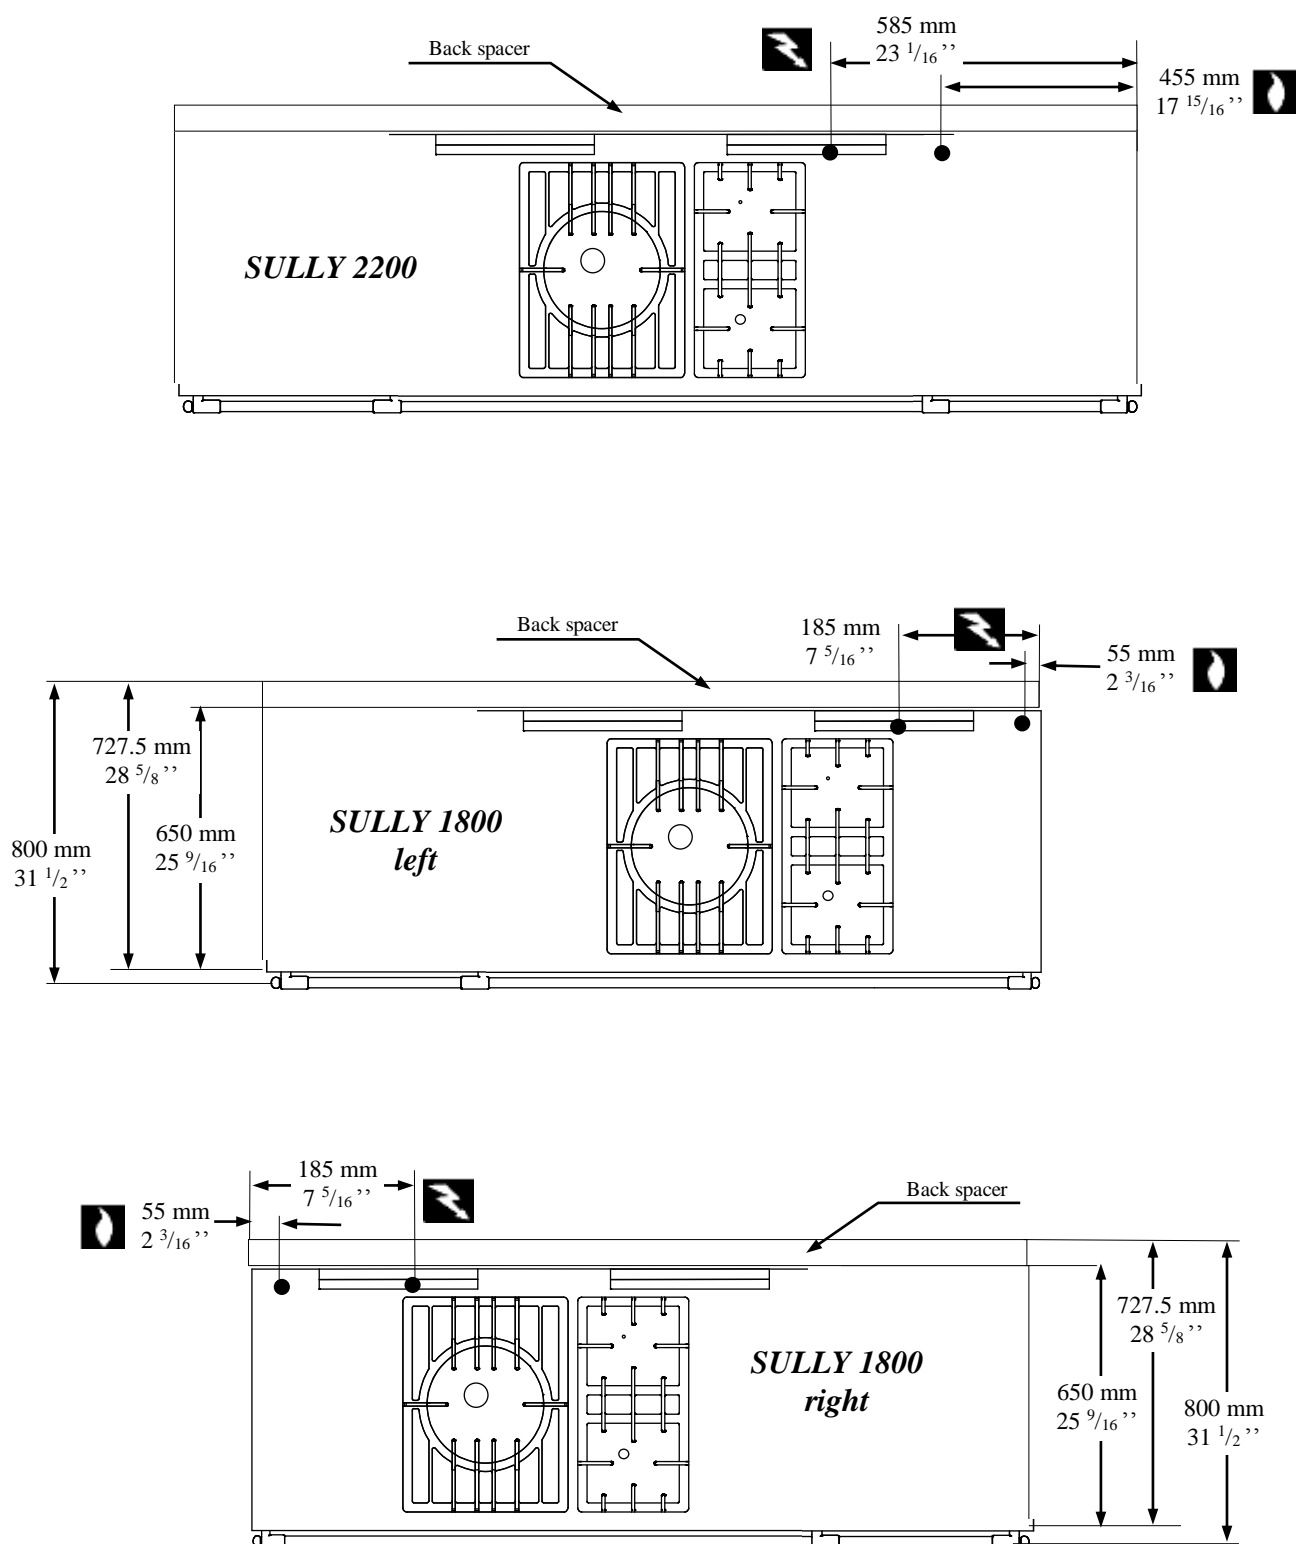 585 mm
23 1/16’’
Back spacer
455 mm
17 15/16’’
SULLY 2200
Back spacer
185 mm
7 5/16’’
55 mm
2 3/16’’
727.5 mm
28 5/8’’
650 mm
25 9/16’’
800 mm
31 1/2’’
SULLY 1800
left
185 mm
7 5/16’’
55 mm
2 3/16’’
Back spacer
727.5 mm
28 5/8’’
SULLY 1800
right
650 mm
25 9/16’’
800 mm
31 1/2’’